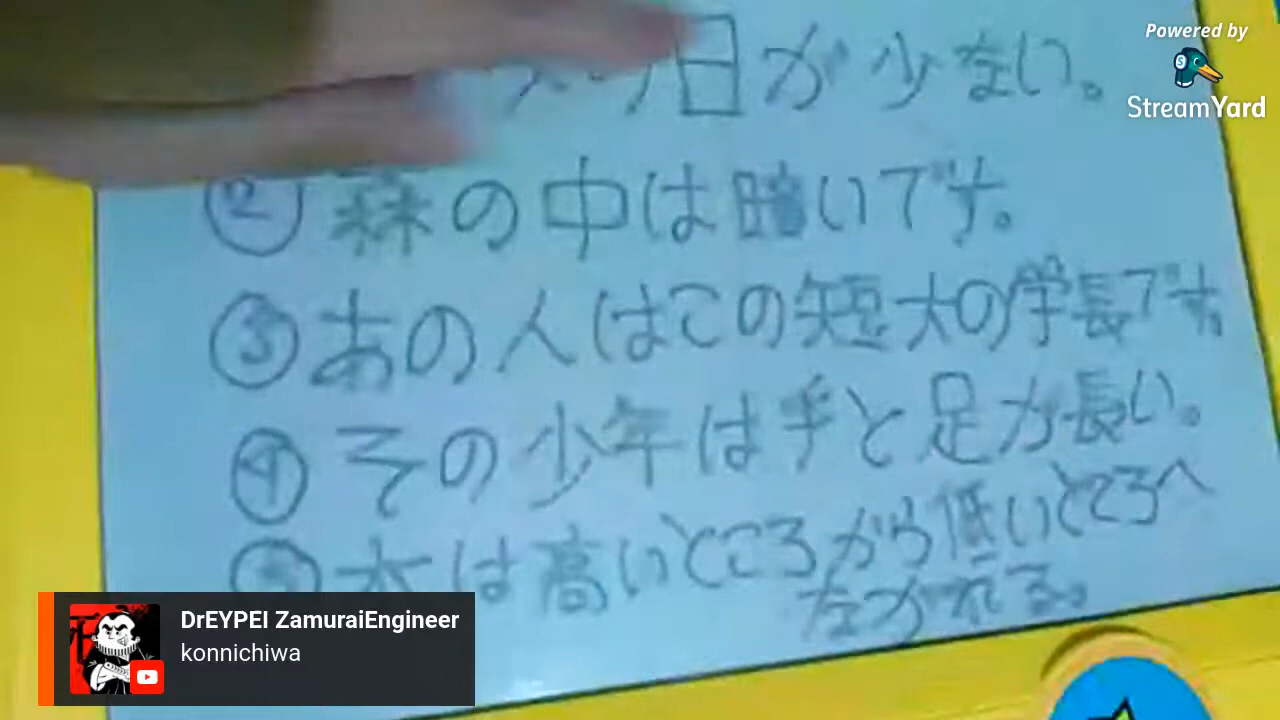 Powered by
StreamYard
日が少ない。
② 森の中は暗いです。
③ あの人はこの短大の学長です
④ その少年は手と足が長い。
は高いところから低いところへ
ながれる。
DrEYPEI ZamuraiEngineer
konnichiwa